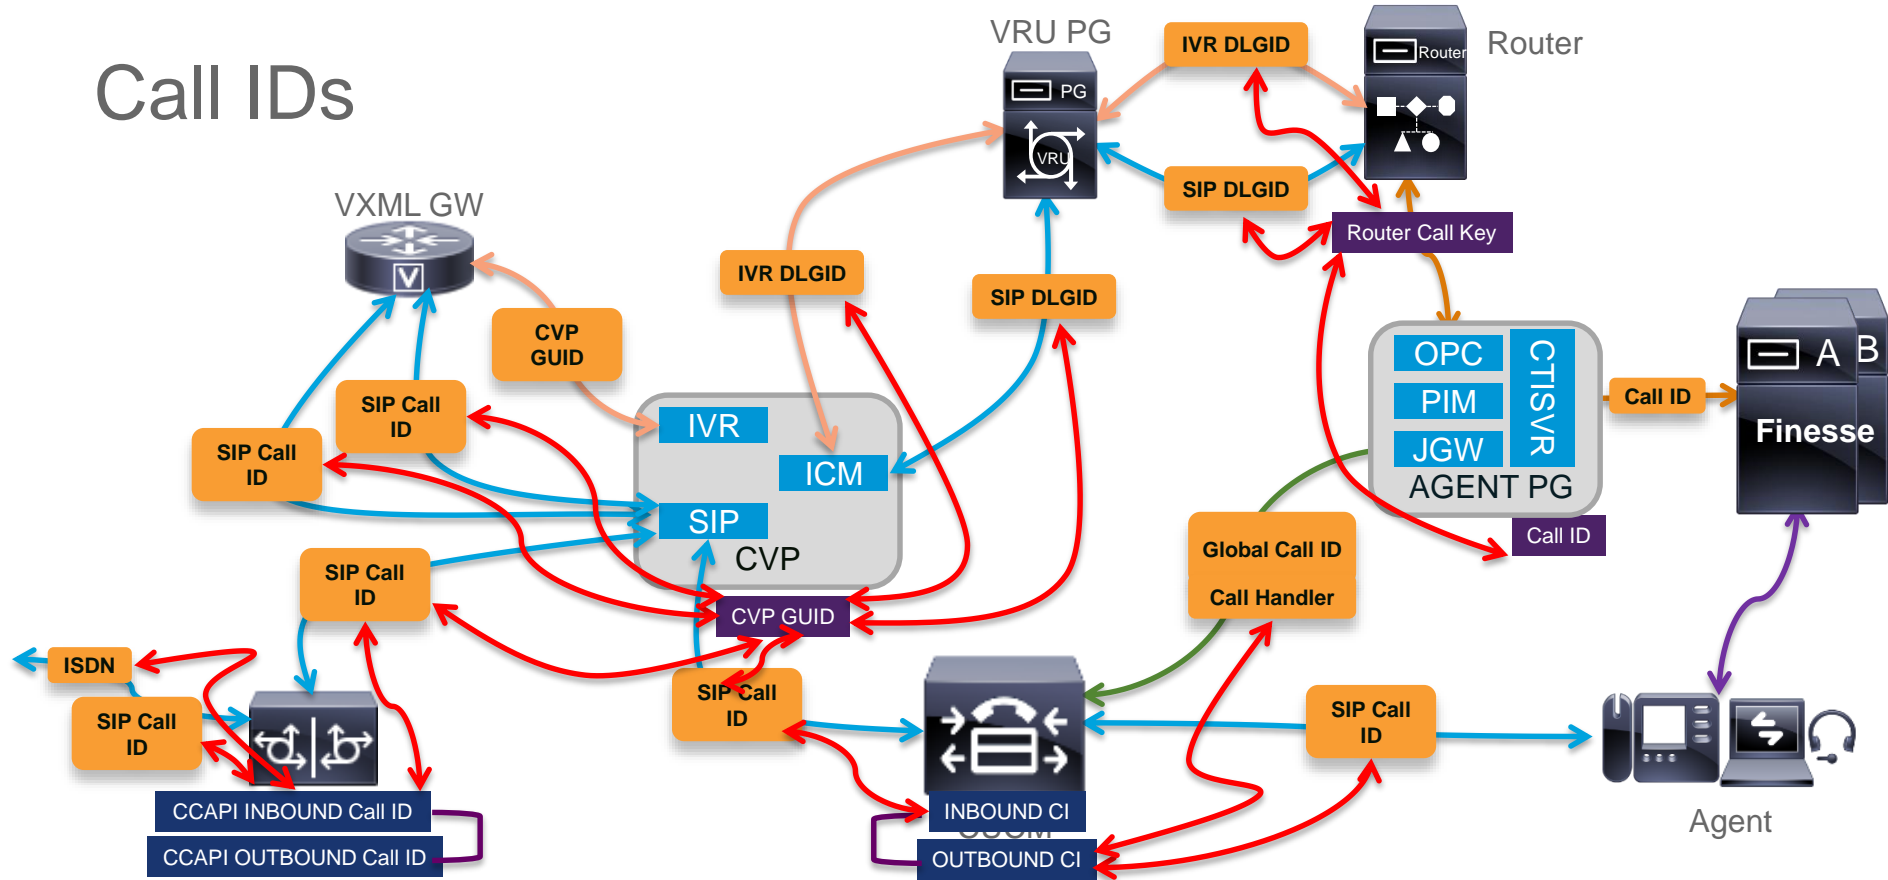 Call IDs
VRU PG
IVR DLGID
Router
Router
PG
VRU
SIP DLGID
VXML GW
V
Router Call Key
IVR DLGID
SIP DLGID
CVP
GUID
OPC
PIM
JGW
CTISVR
AGENT PG
Call ID
A
B
Finesse
SIP Call
ID
SIP Call
ID
IVR
ICM
SIP
CVP
Call ID
Global Call ID
Call Handler
SIP Call
ID
CVP GUID
ISDN
SIP Call
ID
SIP Call
ID
SIP Call
ID
CCAPI INBOUND Call ID
CCAPI OUTBOUND Call ID
INBOUND CI
CUCM
OUTBOUND CI
Agent